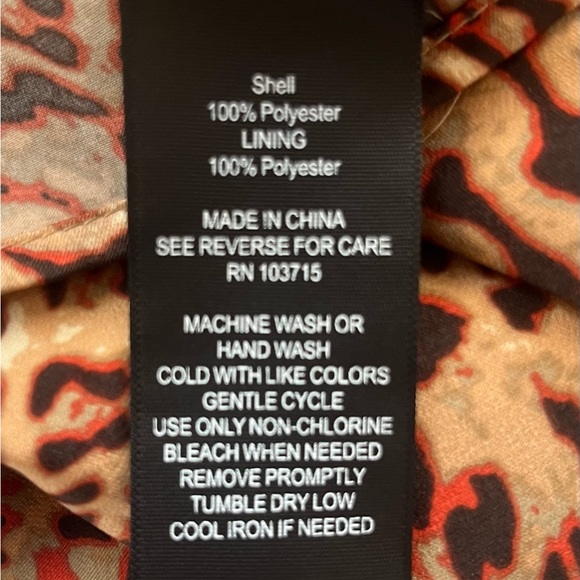 Shell
100% Polyester
LINING
100% Polyester
MADE IN CHINA
SEE REVERSE FOR CARE
RN 103715
MACHINE WASH OR
HAND WASH
COLD WITH LIKE COLORS
GENTLE CYCLE
USE ONLY NON-CHLORINE
BLEACH WHEN NEEDED
REMOVE PROMPTLY
TUMBLE DRY LOW
COOL IRON IF NEEDED